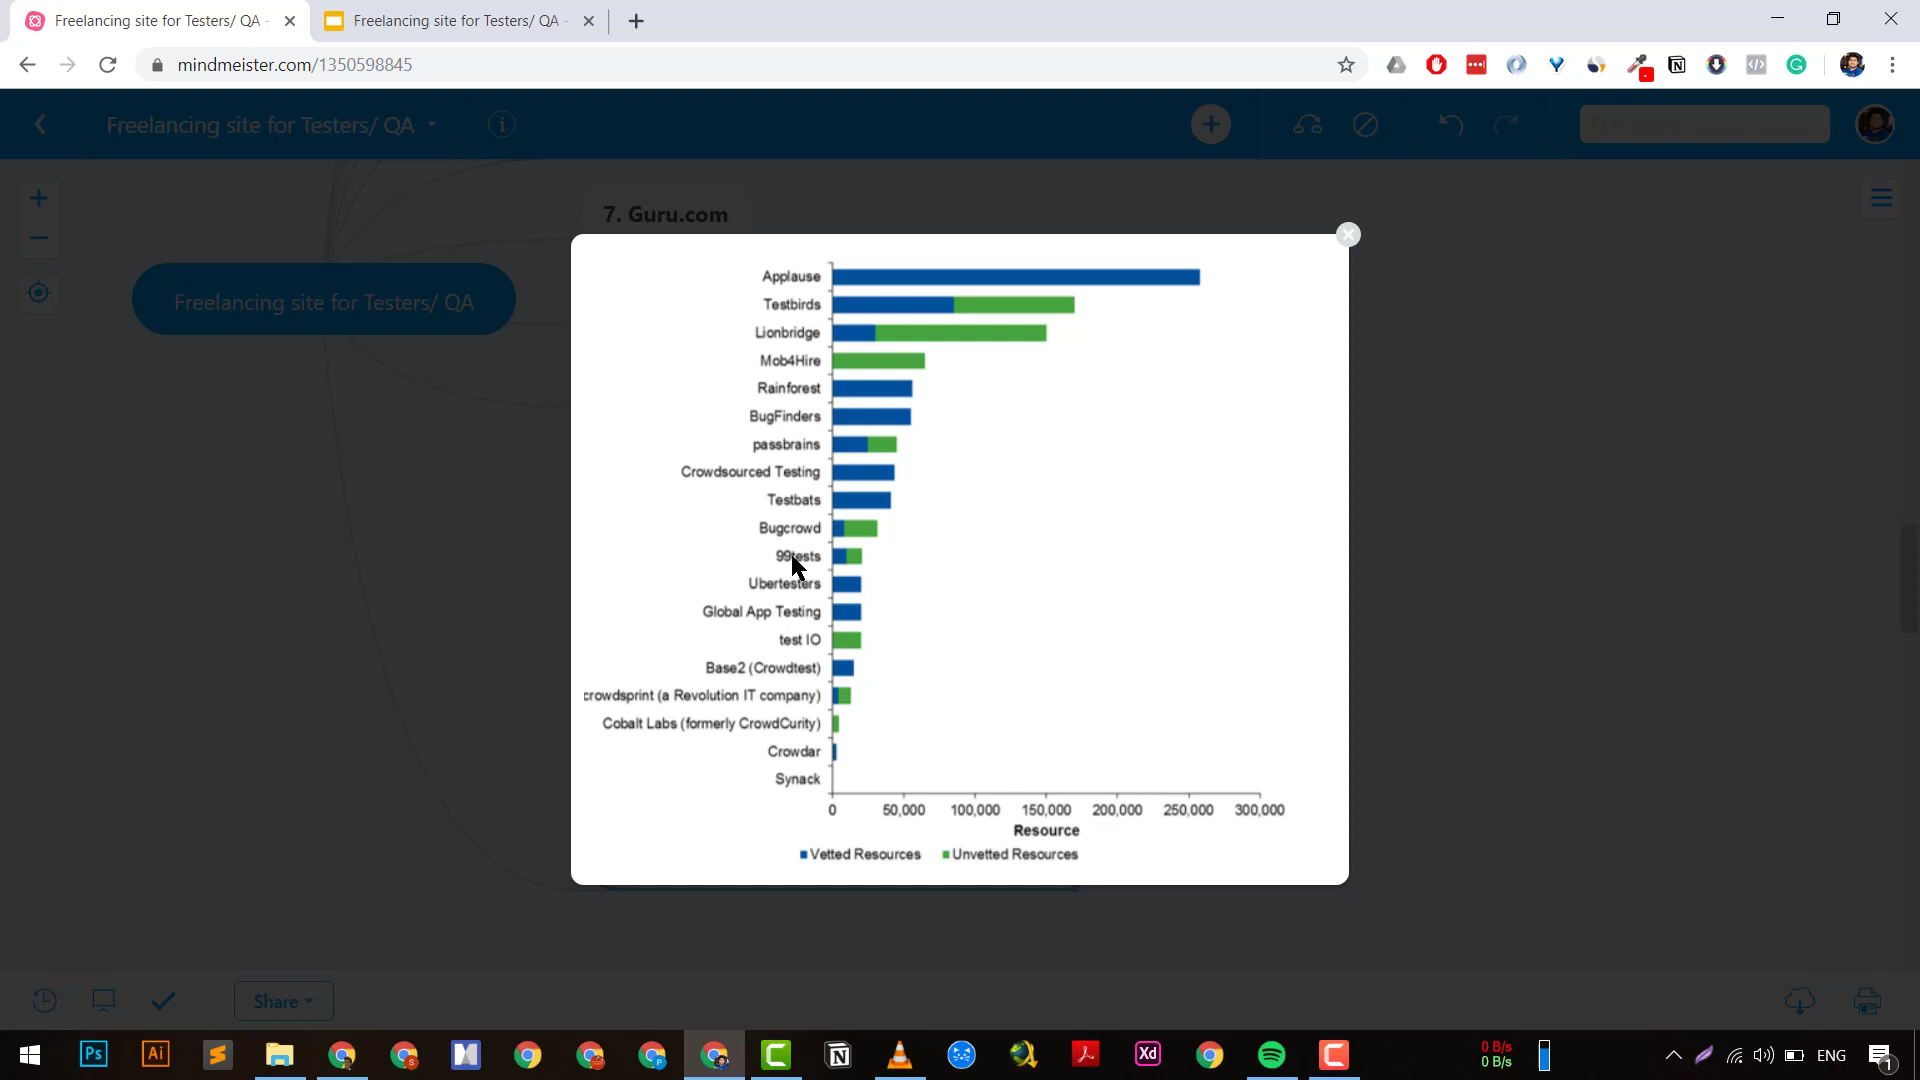 Freelancing site for Testers/ QA -
Freelancing site for Testers/ QA -
mindmeister.com/1350598845
Freelancing site for Testers/ QA
7. Guru.com
Freelancing site for Testers/ QA
Applause
Testbirds
Lionbridge
Mob4Hire
Rainforest
BugFinders
passbrains
Crowdsourced Testing
Testbats
Bugcrowd
99tests
Ubertesters
Global App Testing
test IO
Base2 (Crowdtest)
crowdsprint (a Revolution IT company)
Cobalt Labs (formerly CrowdCurity)
Crowdar
Synack
0 50,000 100,000 150,000 200,000 250,000 300,000
Resource
Vetted Resources Unvetted Resources
Share
Ps Ai Xd
0 B/s
0 B/s
ENG
1